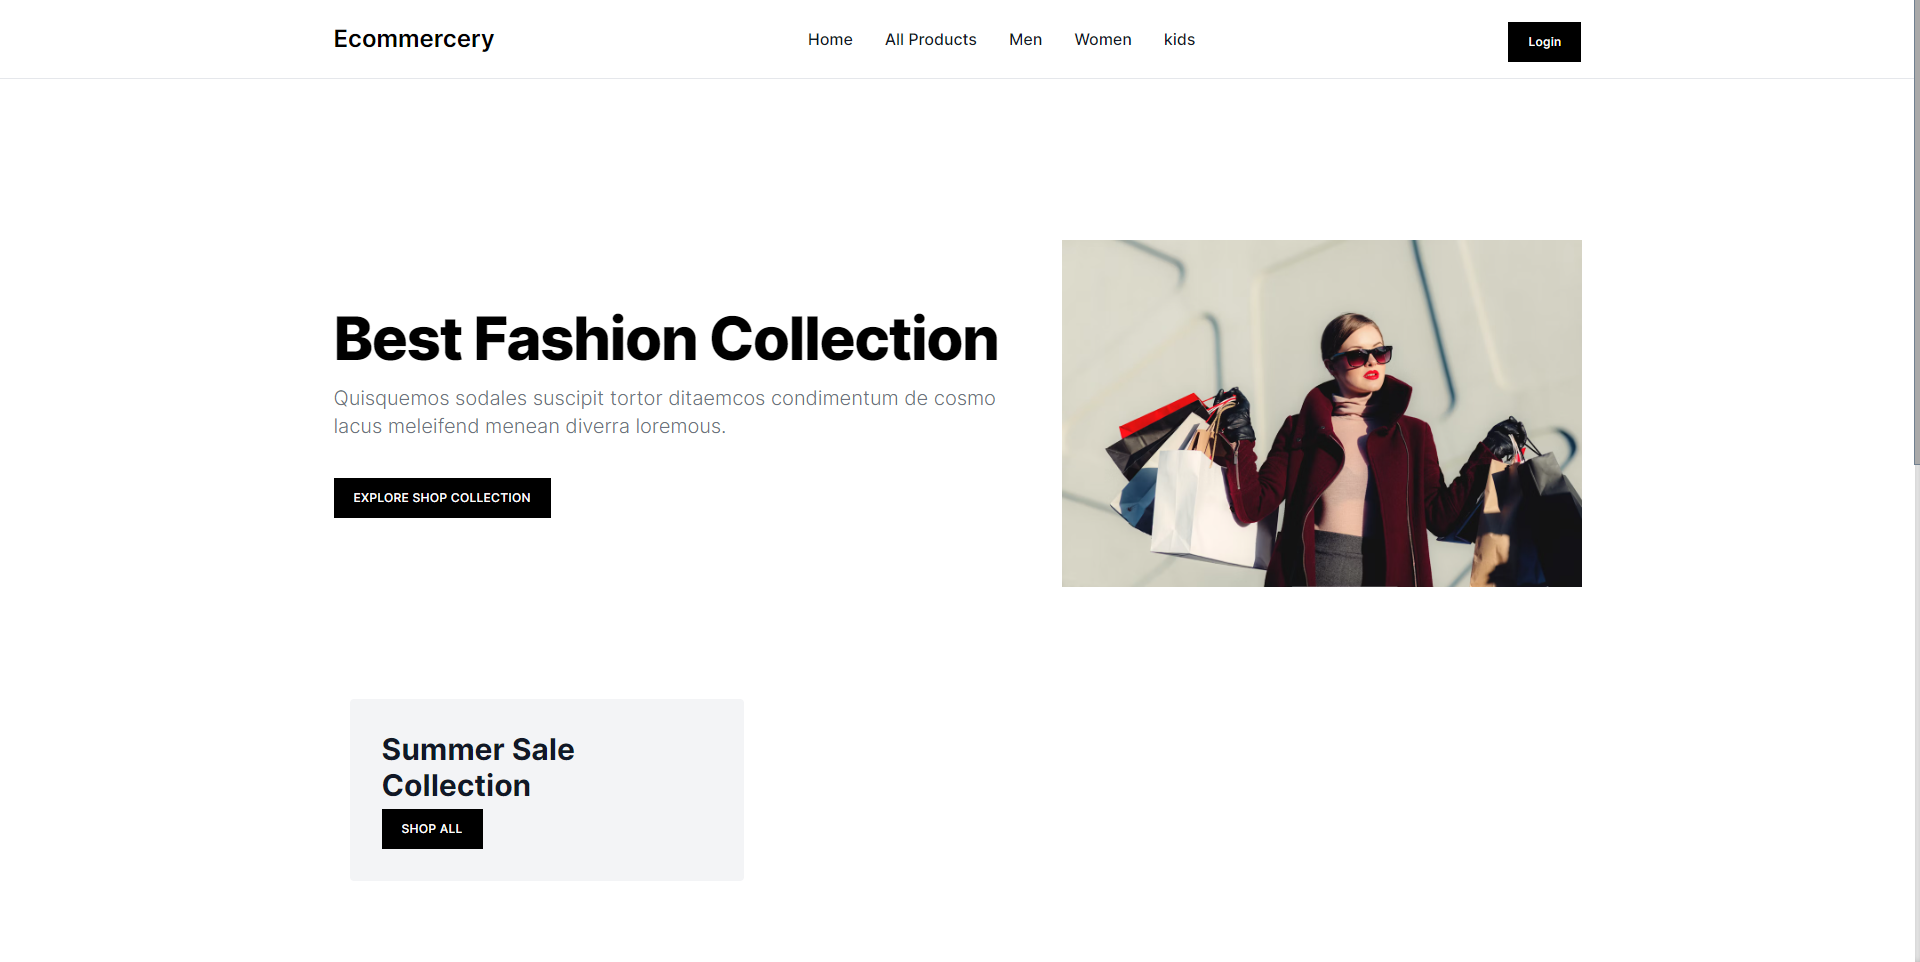 Ecommercery
Home
All Products
Men
Women
kids
Login
Best Fashion Collection
Quisquemos sodales suscipit tortor ditaemcos condimentum de cosmo
lacus meleifend menean diverra loremous.
EXPLORE SHOP COLLECTION
Summer Sale
Collection
SHOP ALL